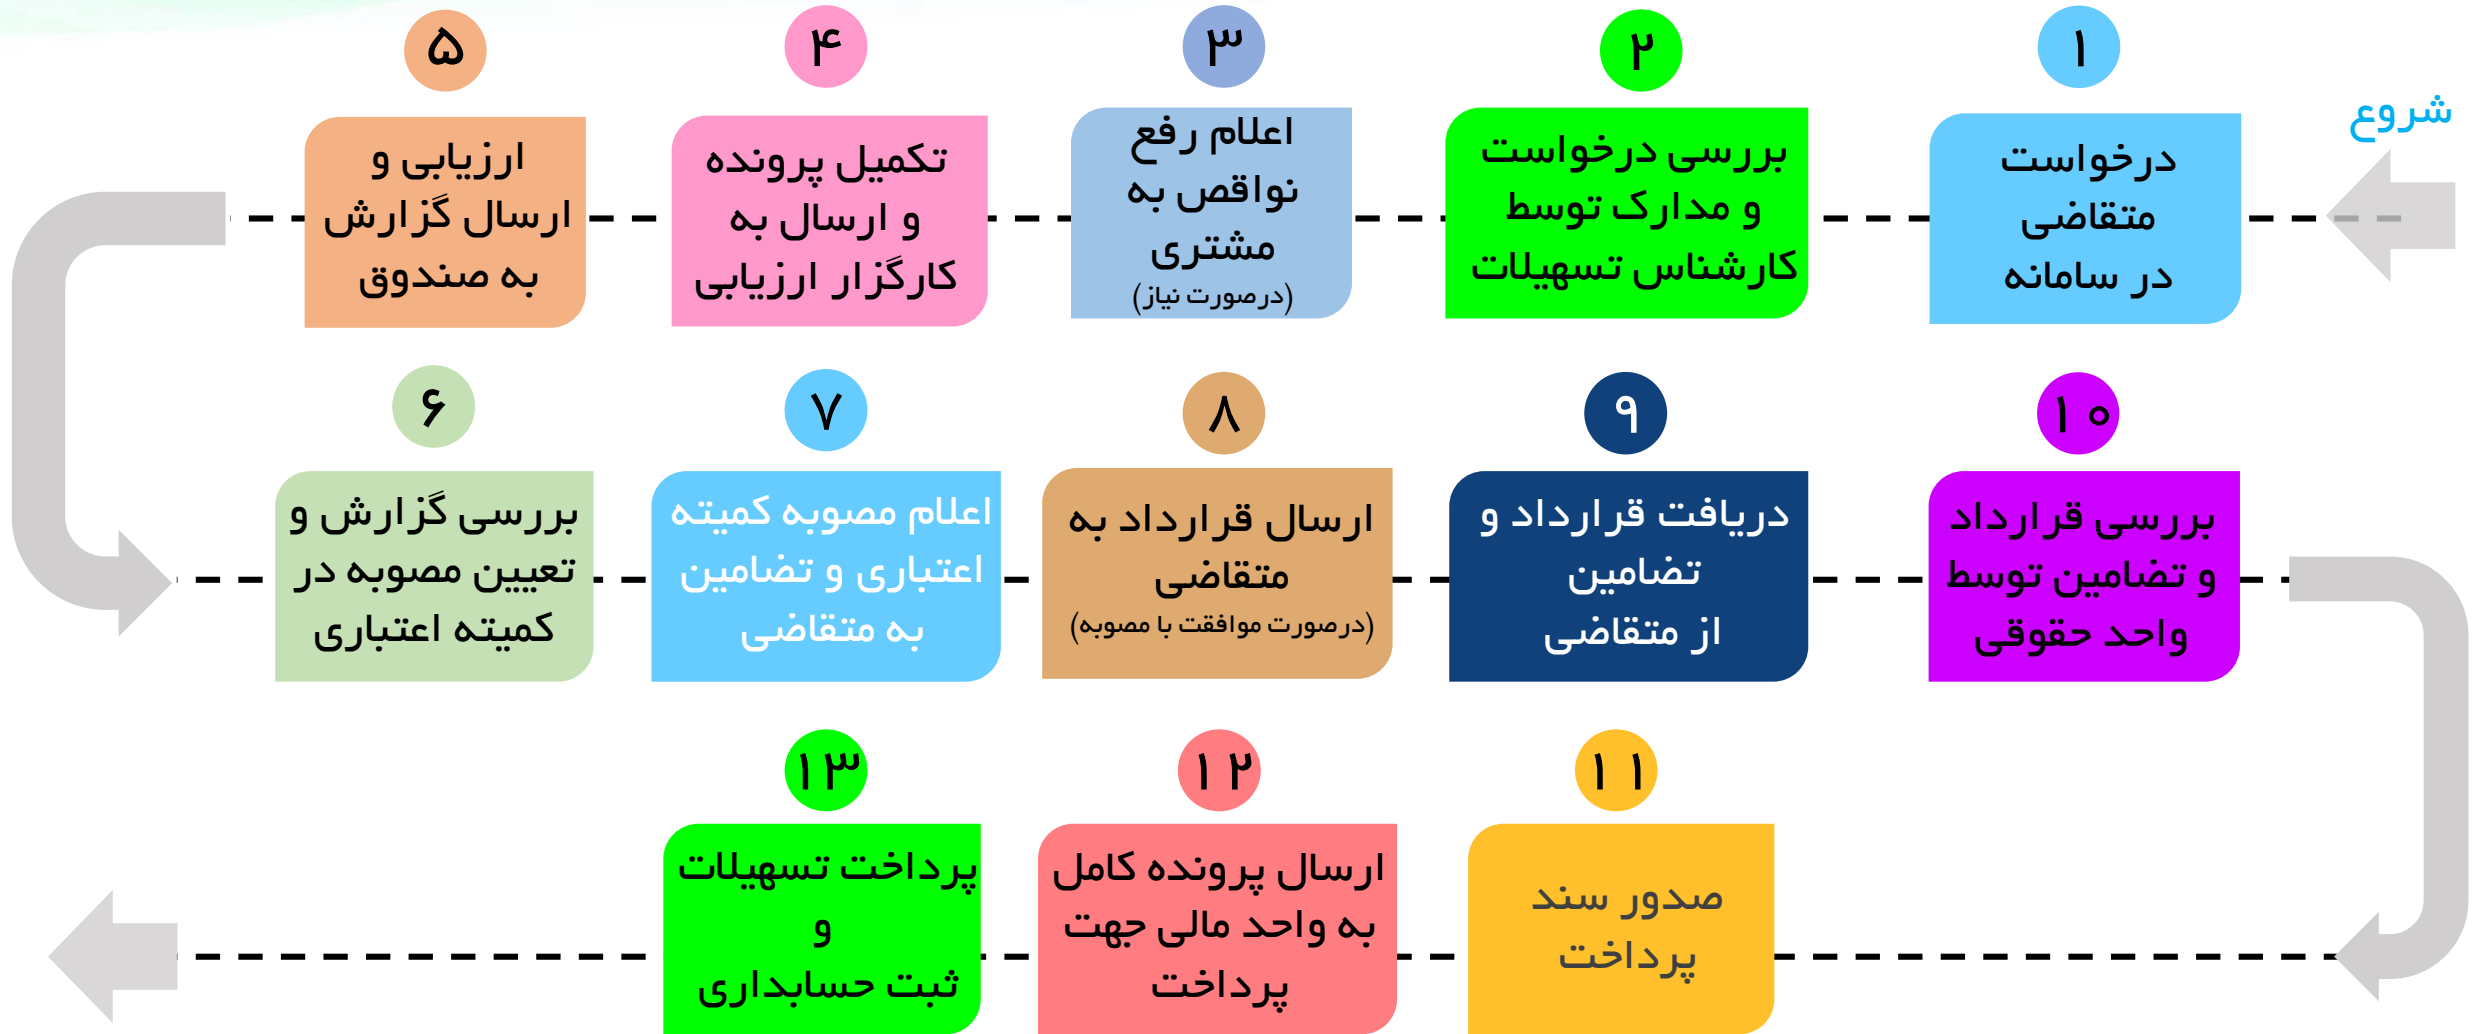 شروع
۱
درخواست
متقاضی
در سامانه
۲
بررسی درخواست
و مدارک توسط
کارشناس تسهیلات
۳
اعلام رفع
نواقص به
مشتری
(درصورت نیاز)
۴
تکمیل پرونده
و ارسال به
کارگزار ارزیابی
۵
ارزیابی و
ارسال گزارش
به صندوق
۶
بررسی گزارش و
تعیین مصوبه در
کمیته اعتباری
۷
اعلام مصوبه کمیته
اعتباری و تضامین
به متقاضی
۸
ارسال قرارداد به
متقاضی
(درصورت موافقت با مصوبه)
۹
دریافت قرارداد و
تضامین
از متقاضی
۱۰
بررسی قرارداد
و تضامین توسط
واحد حقوقی
۱۱
صدور سند
پرداخت
۱۲
ارسال پرونده کامل
به واحد مالی جهت
پرداخت
۱۳
پرداخت تسهیلات
و
ثبت حسابداری